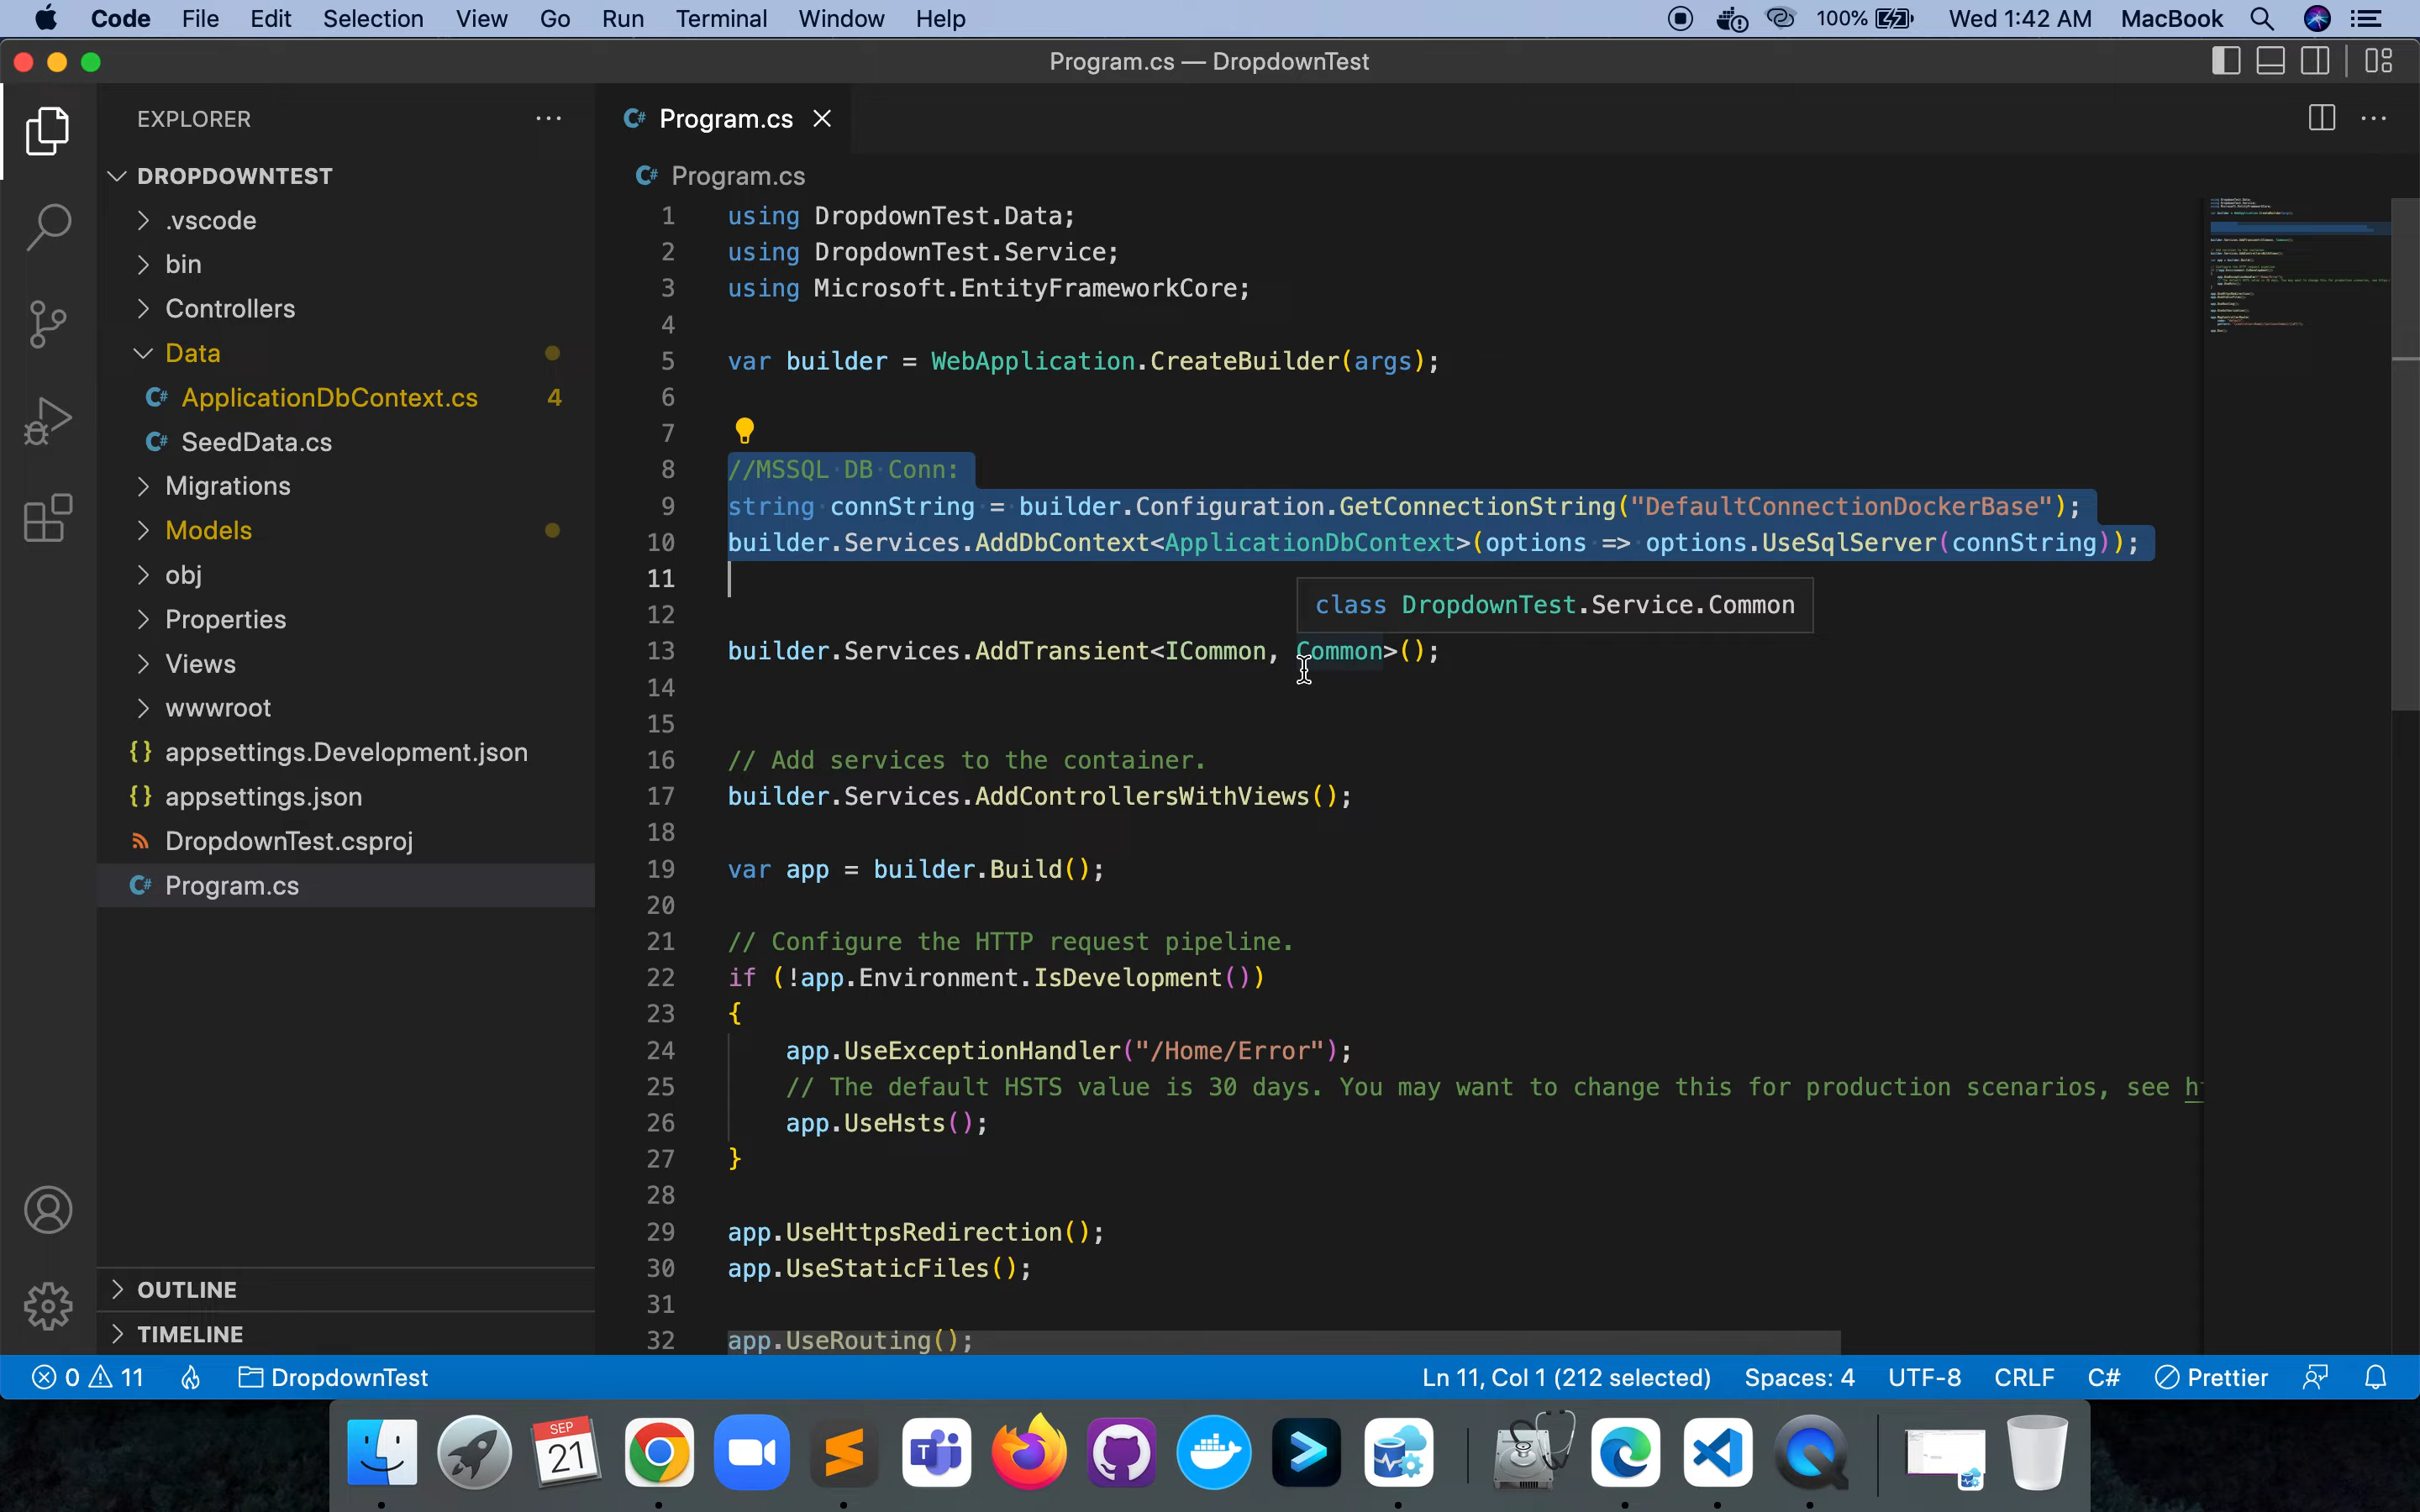 Code File Edit Selection View Go Run Terminal Window Help 100% Wed 1:42 AM MacBook
Program.cs — DropdownTest
EXPLORER
DROPDOWNTEST
.vscode
bin
Controllers
Data
ApplicationDbContext.cs 4
SeedData.cs
Migrations
Models
obj
Properties
Views
wwwroot
{} appsettings.Development.json
{} appsettings.json
DropdownTest.csproj
C# Program.cs
OUTLINE
TIMELINE
C# Program.cs
C# Program.cs
1 using DropdownTest.Data;
2 using DropdownTest.Service;
3 using Microsoft.EntityFrameworkCore;
4
5 var builder = WebApplication.CreateBuilder(args);
6
7
8 //MSSQL DB Conn:
9 string connString = builder.Configuration.GetConnectionString("DefaultConnectionDockerBase");
10 builder.Services.AddDbContext<ApplicationDbContext>(options => options.UseSqlServer(connString));
11
class DropdownTest.Service.Common
12
13 builder.Services.AddTransient<ICommon, Common>();
14
15
16 // Add services to the container.
17 builder.Services.AddControllersWithViews();
18
19 var app = builder.Build();
20
21 // Configure the HTTP request pipeline.
22 if (!app.Environment.IsDevelopment())
23 {
24 app.UseExceptionHandler("/Home/Error");
25 // The default HSTS value is 30 days. You may want to change this for production scenarios, see
26 app.UseHsts();
27 }
28
29 app.UseHttpsRedirection();
30 app.UseStaticFiles();
31
32 app.UseRouting();
0 11 DropdownTest Ln 11, Col 1 (212 selected) Spaces: 4 UTF-8 CRLF C# Prettier
SEP
21